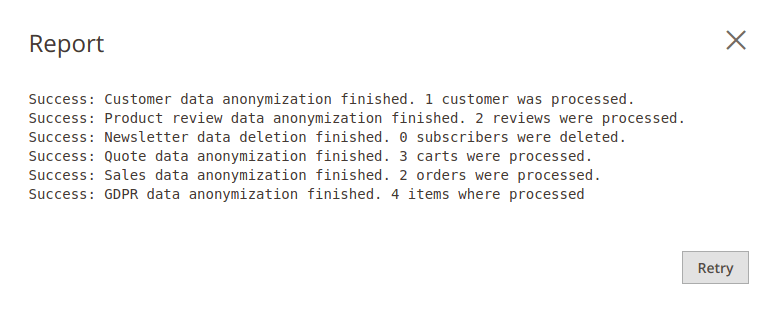 Report
Success: Customer data anonymization finished. 1 customer was processed.
Success: Product review data anonymization finished. 2 reviews were processed.
Success: Newsletter data deletion finished. 0 subscribers were deleted.
Success: Quote data anonymization finished. 3 carts were processed.
Success: Sales data anonymization finished. 2 orders were processed.
Success: GDPR data anonymization finished. 4 items where processed
Retry